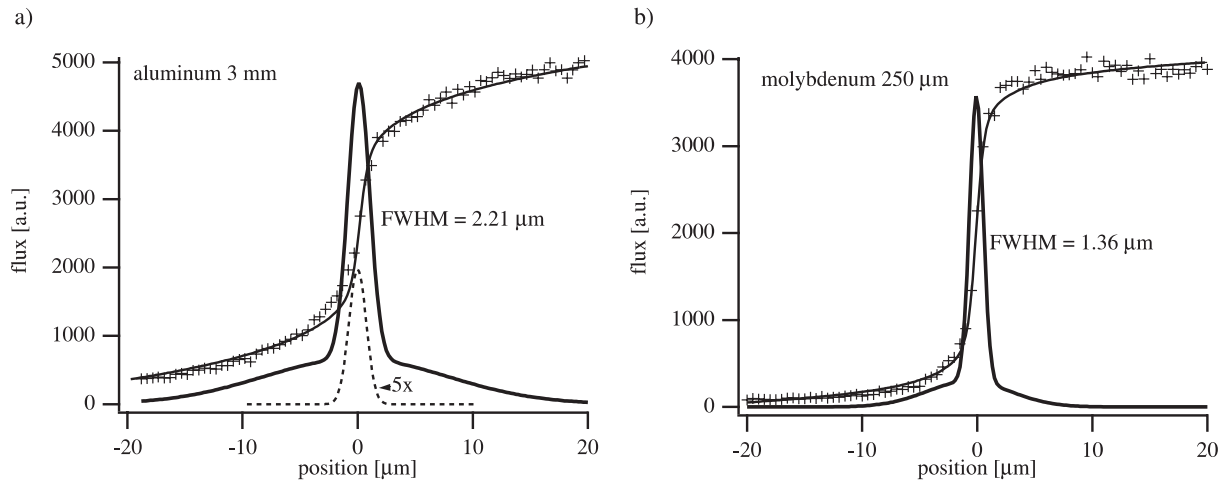 a)
aluminum 3 mm
FWHM = 2.21 μm
5x
flux [a.u.]
5000
4000
3000
2000
1000
0
-20
-10
0
10
20
position [μm]
b)
molybdenum 250 μm
FWHM = 1.36 μm
flux [a.u.]
4000
3000
2000
1000
0
-20
-10
0
10
20
position [μm]